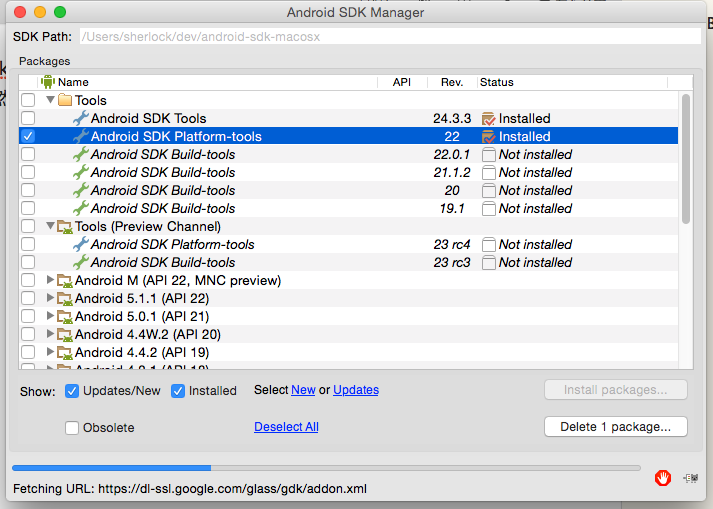 Android SDK Manager
SDK Path: /Users/sherlock/dev/android-sdk-macosx
Packages
Name API Rev. Status
Tools
Android SDK Tools 24.3.3 Installed
Android SDK Platform-tools 22 Installed
Android SDK Build-tools 22.0.1 Not installed
Android SDK Build-tools 21.1.2 Not installed
Android SDK Build-tools 20 Not installed
Android SDK Build-tools 19.1 Not installed
Tools (Preview Channel)
Android SDK Platform-tools 23 rc4 Not installed
Android SDK Build-tools 23 rc3 Not installed
Android M (API 22, MNC preview)
Android 5.1.1 (API 22)
Android 5.0.1 (API 21)
Android 4.4W.2 (API 20)
Android 4.4.2 (API 19)
Show: Updates/New Installed Select New or Updates Install packages...
Obsolete Deselect All Delete 1 package...
Fetching URL: https://dl-ssl.google.com/glass/gdk/addon.xml